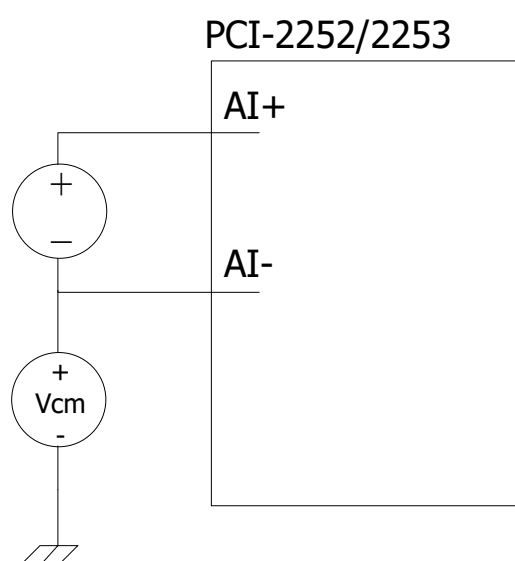 PCI-2252/2253
AI+
+
—
AI-
+
Vcm
-